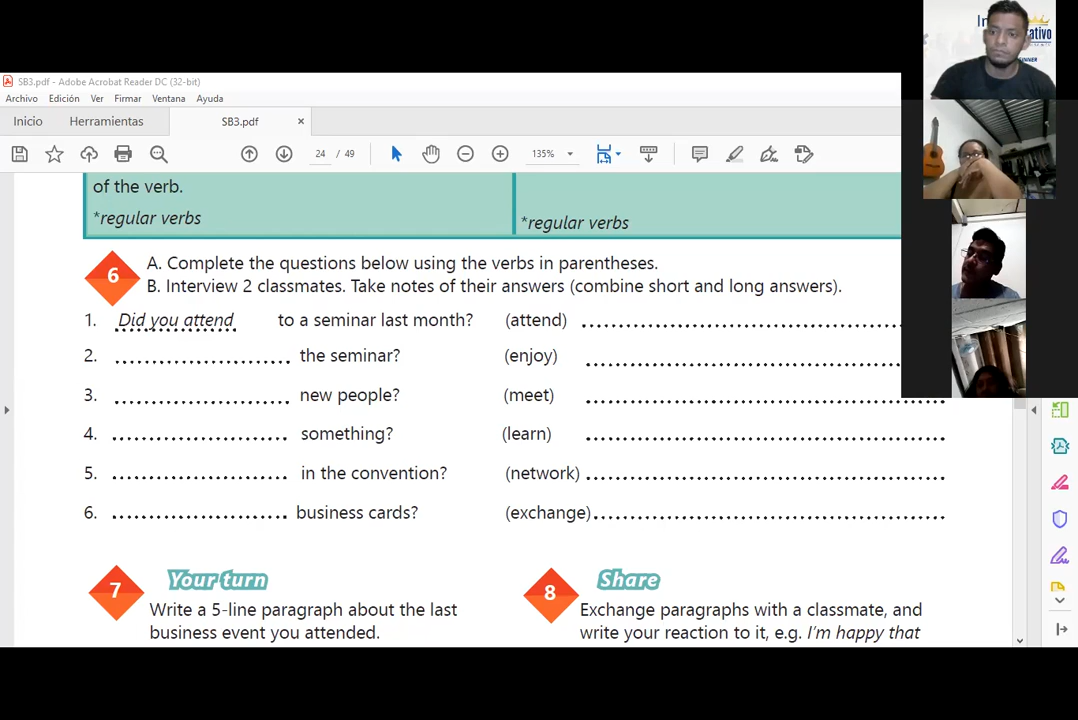 SB3.pdf - Adobe Acrobat Reader DC (32-bit)
Archivo Edición Ver Firmar Ventana Ayuda
Inicio Herramientas SB3.pdf ×
24 / 49 135%
of the verb.
*regular verbs
*regular verbs
6
A. Complete the questions below using the verbs in parentheses.
B. Interview 2 classmates. Take notes of their answers (combine short and long answers).
1. Did you attend to a seminar last month? (attend)
2. the seminar? (enjoy)
3. new people? (meet)
4. something? (learn)
5. in the convention? (network)
6. business cards? (exchange)
7 Your turn
Write a 5-line paragraph about the last
business event you attended.
8 Share
Exchange paragraphs with a classmate, and
write your reaction to it, e.g. I'm happy that